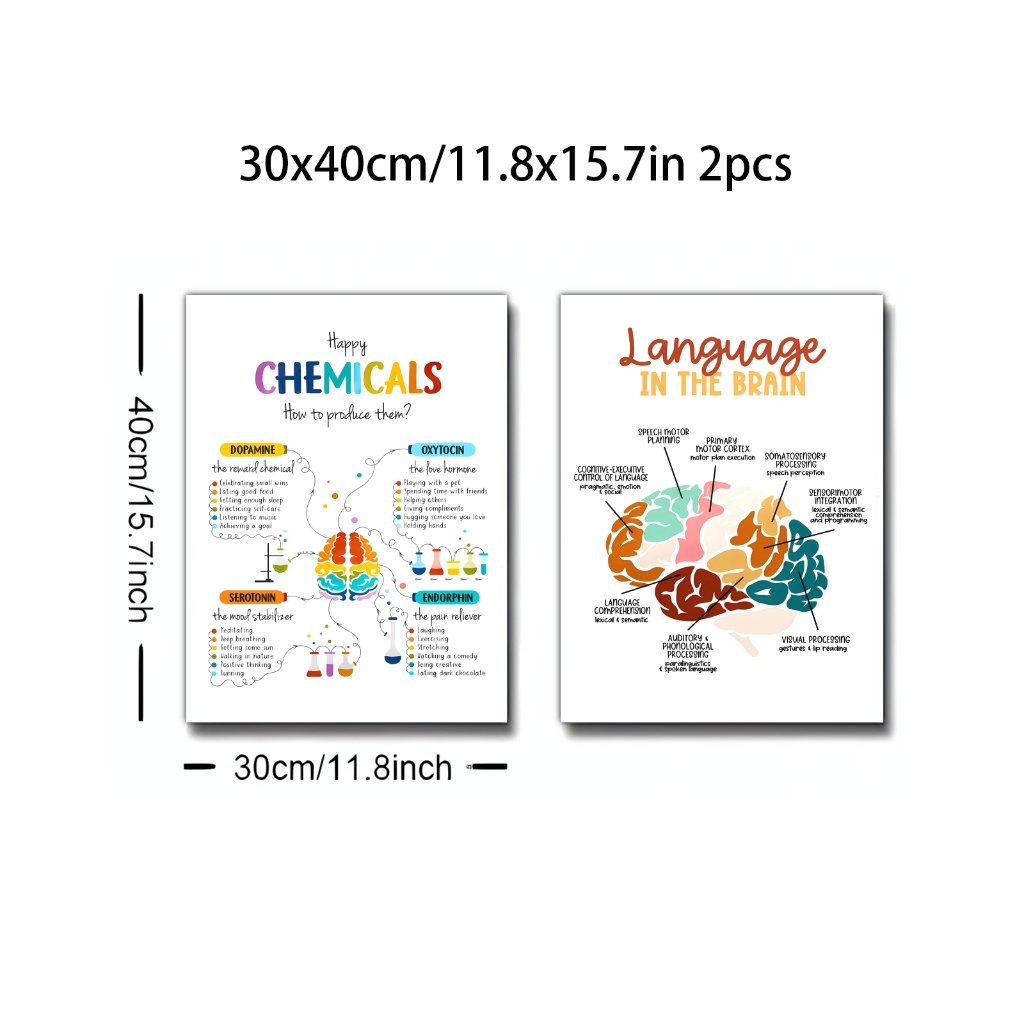 30x40cm/11.8x15.7in 2pcs
40cm/15.7inch
30cm/11.8inch
Happy
CHEMICALS
How to produce them?
DOPAMINE
the reward chemical
Celebrating small wins
Eating good food
Getting enough sleep
Practicing self-care
Listening to music
Achieving a goal
OXYTOCIN
the love hormone
Playing with a pet
Spending time with friends
Helping others
Giving compliments
Hugging someone you love
Holding hands
SEROTONIN
the mood stabilizer
Meditating
Deep breathing
Getting some sun
Walking in nature
Positive thinking
ENDORPHIN
the pain reliever
Laughing
Exercising
Stretching
Watching a comedy
Being creative
Eating dark chocolate
Language
IN THE BRAIN
SPEECH MOTOR
PLANNING
PRIMARY
MOTOR CORTEX
motor plan execution
SOMATOSENSORY
PROCESSING
speech perception
COGNITIVE-EXECUTIVE
CONTROL OF LANGUAGE
pragmatic, emotion
& social
SENSORIMOTOR
INTEGRATION
lexical & semantic
comprehension
and programming
LANGUAGE
COMPREHENSION
lexical & semantic
AUDITORY &
PHONOLOGICAL
PROCESSING
paralinguistics
& spoken language
VISUAL PROCESSING
gestures & lip reading